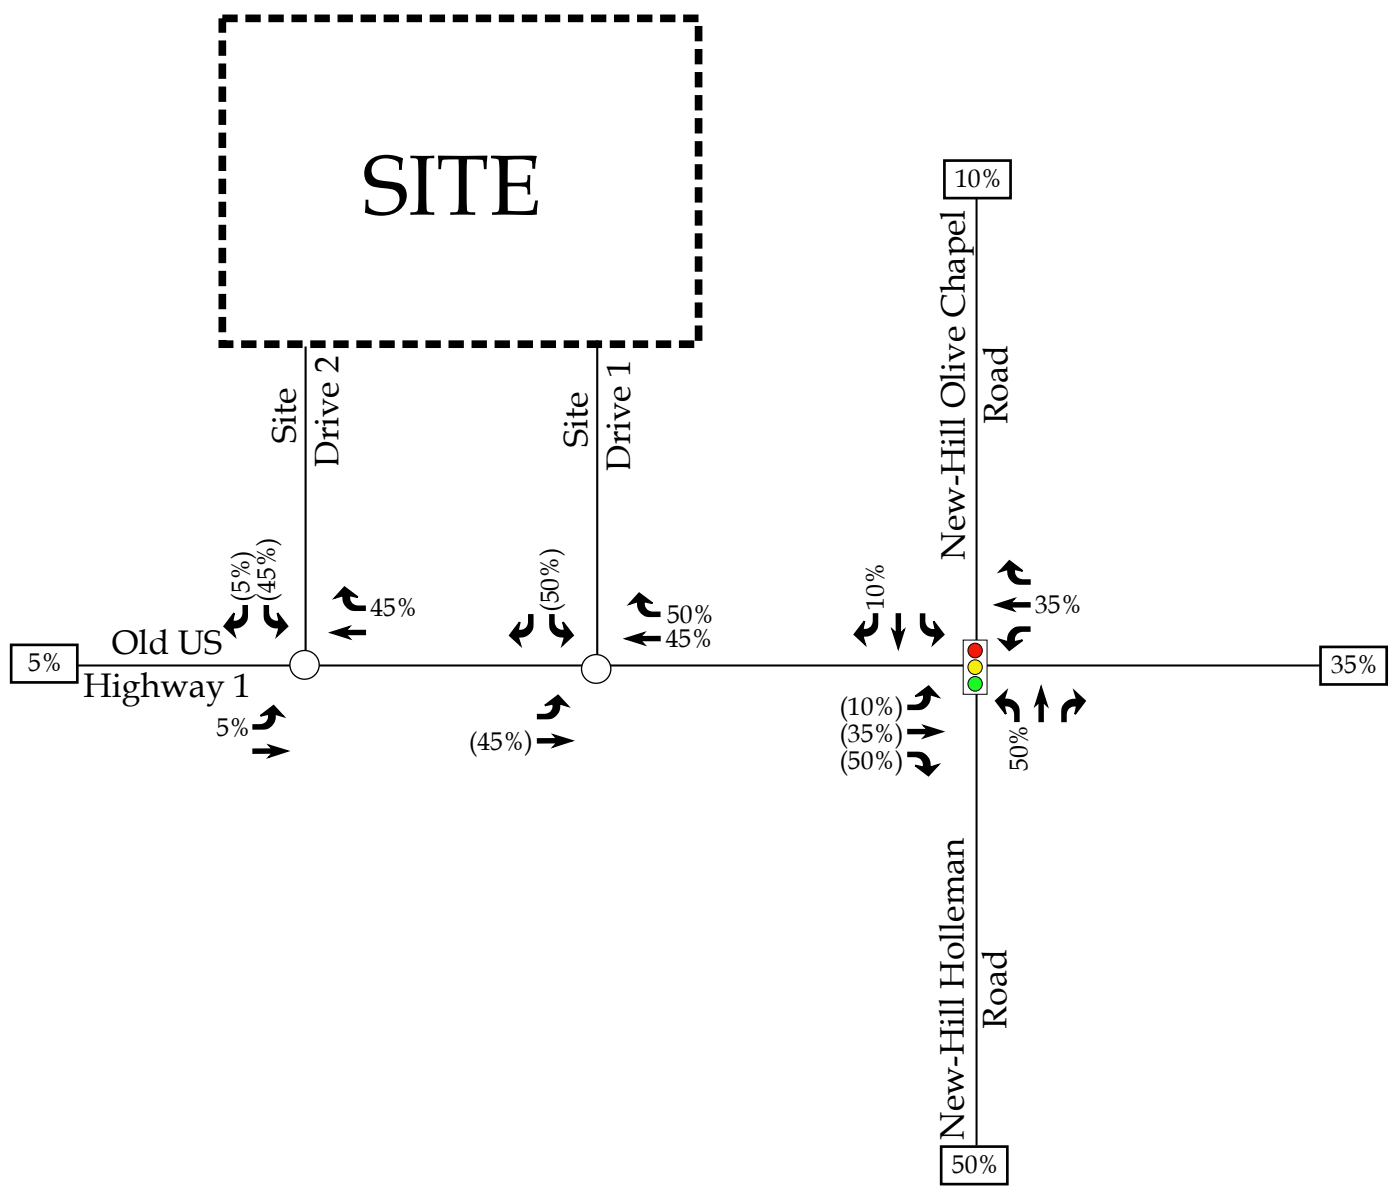 SITE
10%
New-Hill Olive Chapel
Road
Site
Drive 2
Site
Drive 1
(5%)
(45%)
45%
(50%)
50%
45%
10%
35%
5%
Old US
Highway 1
35%
5%
(45%)
(10%)
(35%)
(50%)
50%
New-Hill Holleman
Road
50%